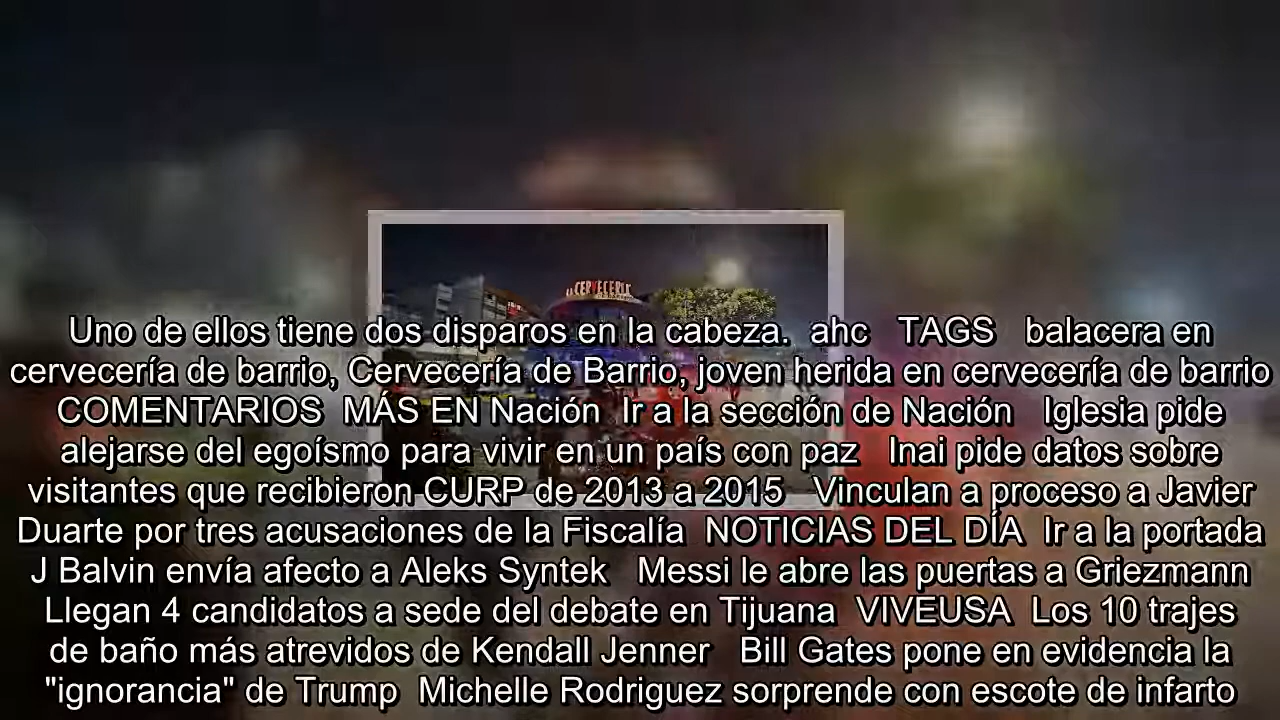 CERVECERÍA
Uno de ellos tiene dos disparos en la cabeza. ahc TAGS balacera en
cervecería de barrio, Cervecería de Barrio, joven herida en cervecería de barrio
COMENTARIOS MÁS EN Nación Ir a la sección de Nación Iglesia pide
alejarse del egoísmo para vivir en un país con paz Inai pide datos sobre
visitantes que recibieron CURP de 2013 a 2015 Vinculan a proceso a Javier
Duarte por tres acusaciones de la Fiscalía NOTICIAS DEL DÍA Ir a la portada
J Balvin envía afecto a Aleks Syntek Messi le abre las puertas a Griezmann
Llegan 4 candidatos a sede del debate en Tijuana VIVEUSA Los 10 trajes
de baño más atrevidos de Kendall Jenner Bill Gates pone en evidencia la
"ignorancia" de Trump Michelle Rodriguez sorprende con escote de infarto